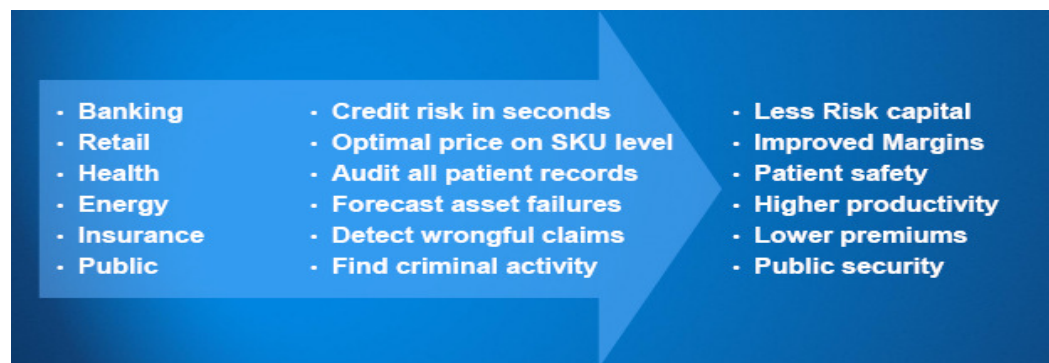 · Banking · Credit risk in seconds · Less Risk capital
· Retail · Optimal price on SKU level · Improved Margins
· Health · Audit all patient records · Patient safety
· Energy · Forecast asset failures · Higher productivity
· Insurance · Detect wrongful claims · Lower premiums
· Public · Find criminal activity · Public security